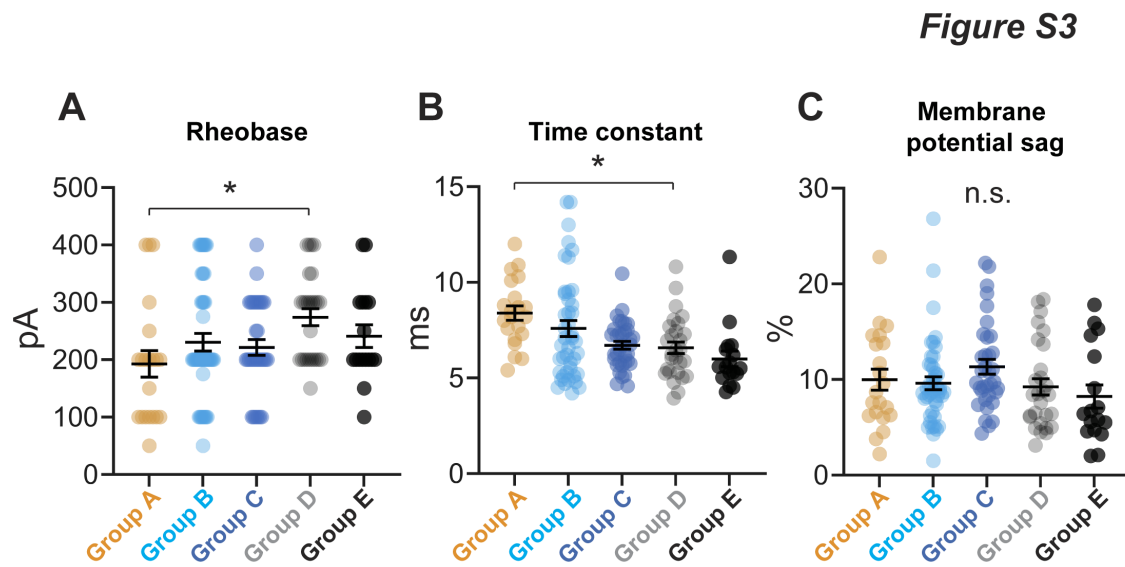 Figure S3
A
Rheobase
*
pA
500
400
300
200
100
0
Group A
Group B
Group C
Group D
Group E
B
Time constant
*
ms
15
10
5
0
Group A
Group B
Group C
Group D
Group E
C
Membrane
potential sag
n.s.
%
30
20
10
0
Group A
Group B
Group C
Group D
Group E